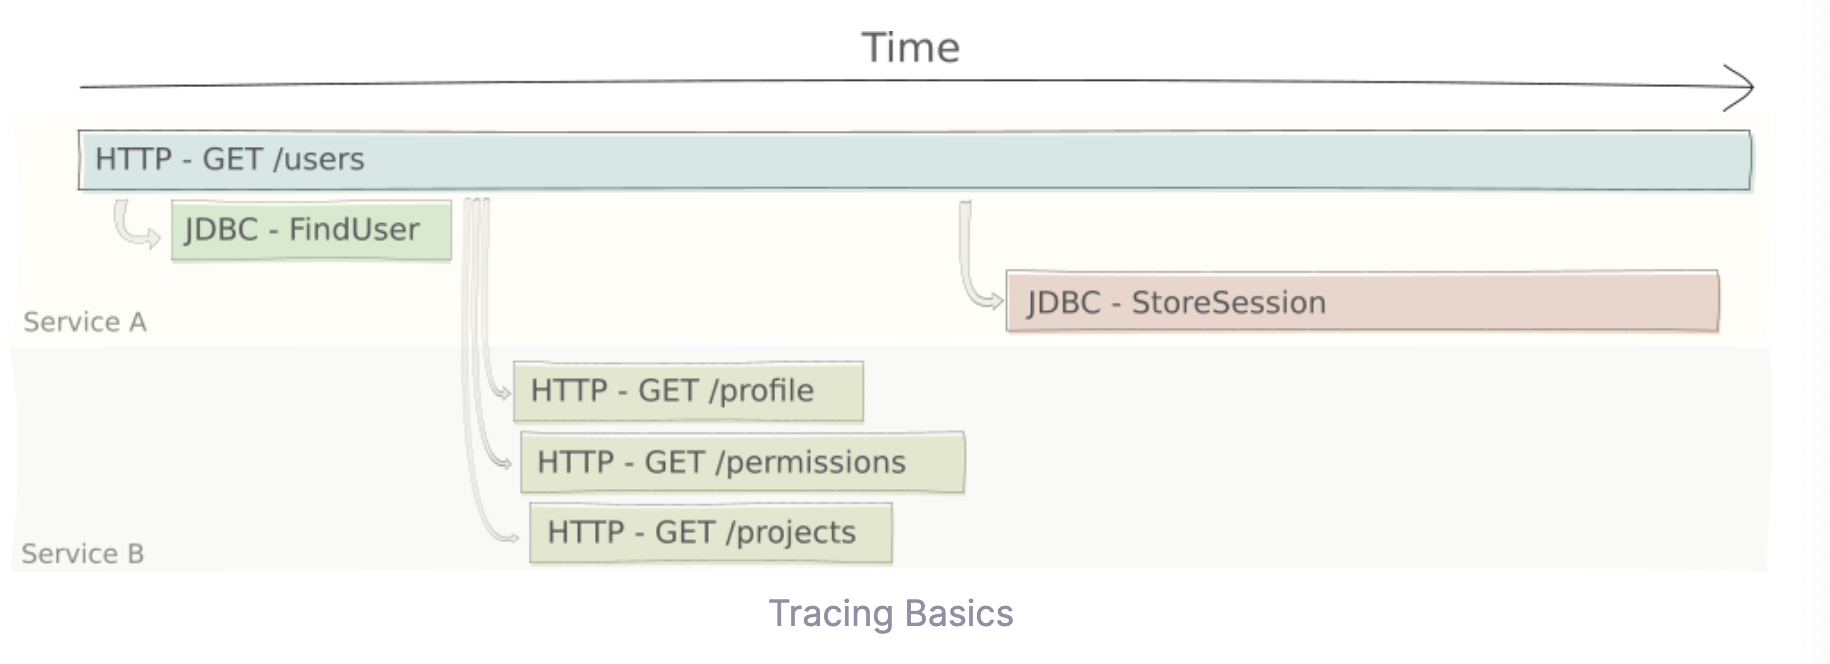 Time
HTTP - GET /users
JDBC - FindUser
JDBC - StoreSession
Service A
HTTP - GET /profile
HTTP - GET /permissions
HTTP - GET /projects
Service B
Tracing Basics